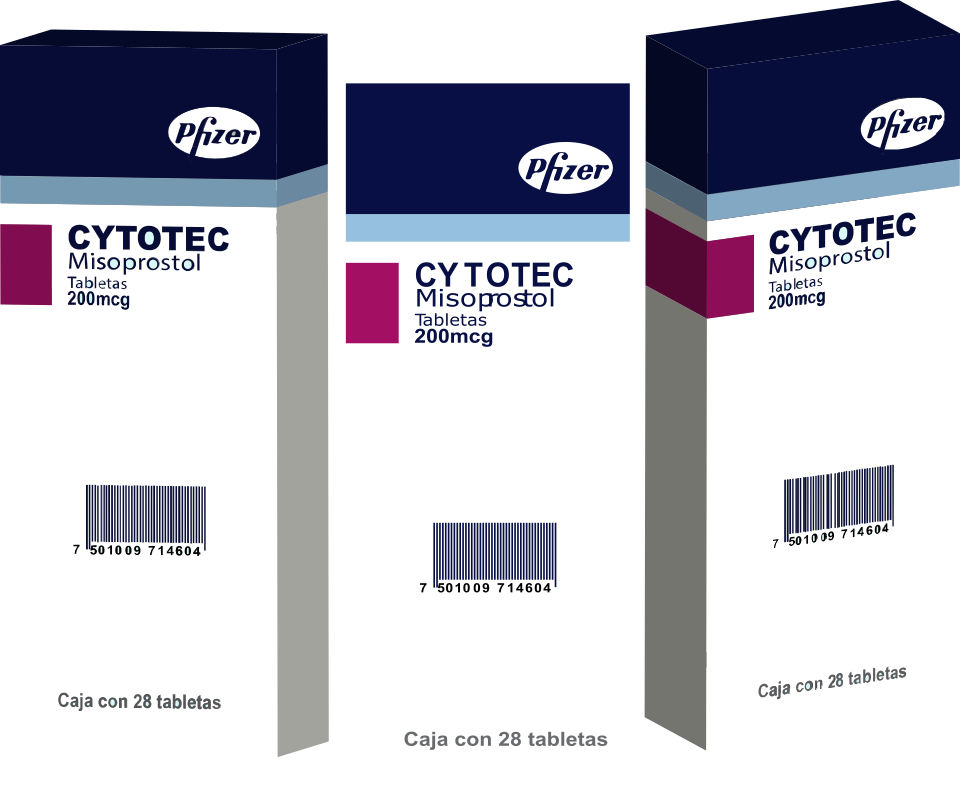 Pfizer
CYTOTEC
Misoprostol
Tabletas
200mcg
7 501009 714604
Caja con 28 tabletas
Pfizer
CYTOTEC
Misoprostol
Tabletas
200mcg
7 501009 714604
Caja con 28 tabletas
Pfizer
CYTOTEC
Misoprostol
Tabletas
200mcg
7 501009 714604
Caja con 28 tabletas